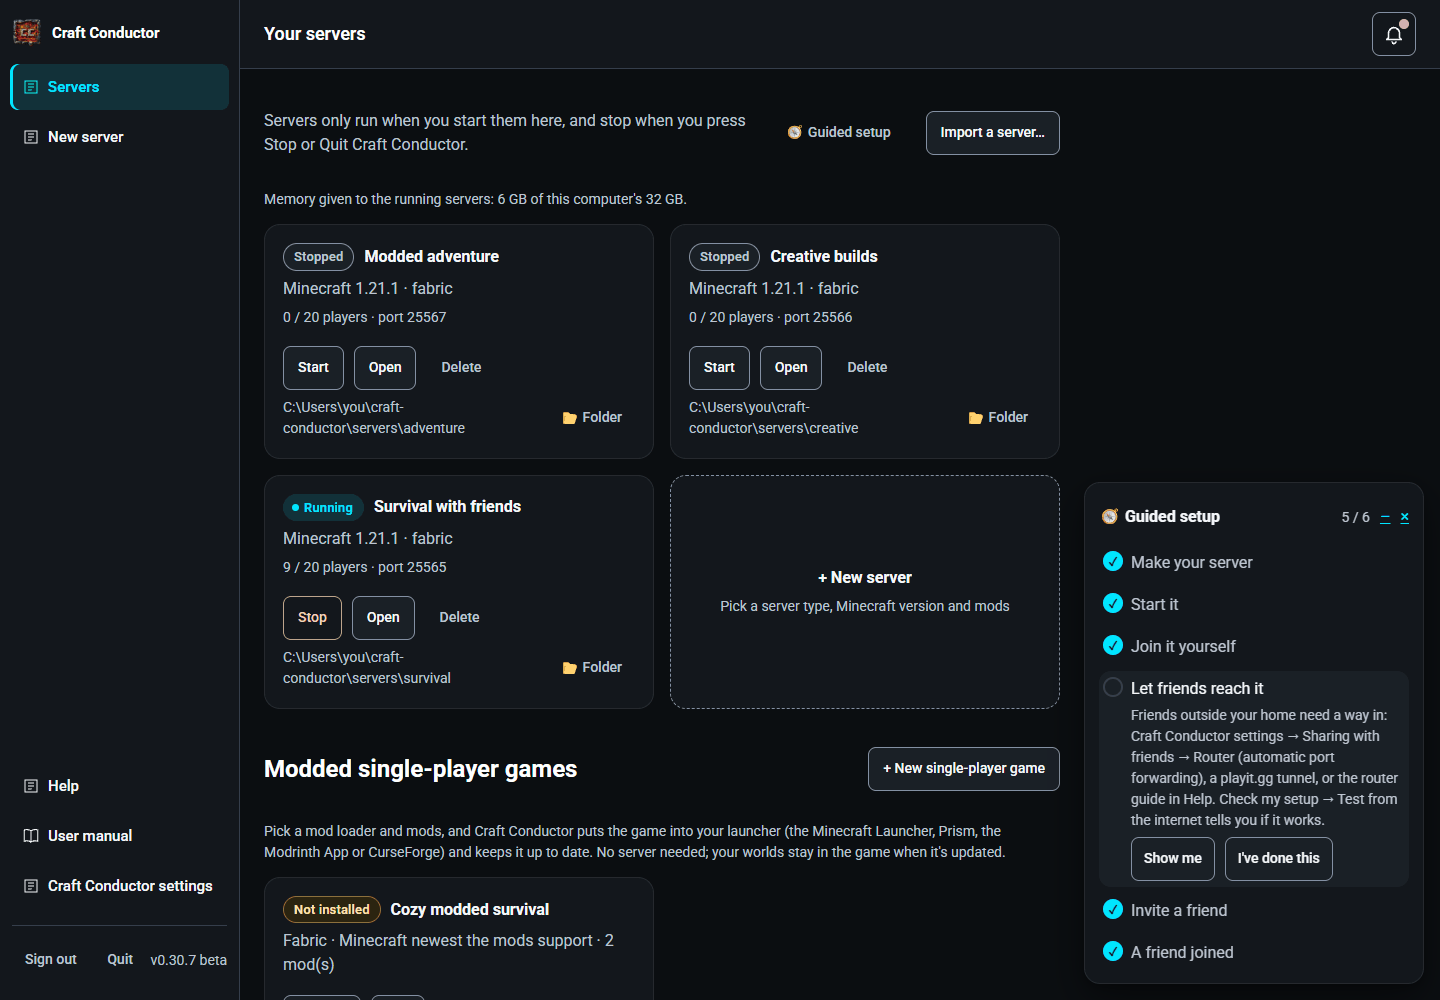 Craft Conductor
Servers
New server
Help
User manual
Craft Conductor settings
Sign out
Quit
v0.30.7 beta
Your servers
Servers only run when you start them here, and stop when you press
Stop or Quit Craft Conductor.
Guided setup
Import a server...
Memory given to the running servers: 6 GB of this computer's 32 GB.
Stopped
Modded adventure
Minecraft 1.21.1 · fabric
0 / 20 players · port 25567
Start
Open
Delete
C:\Users\you\craft-
conductor\servers\adventure
Folder
Stopped
Creative builds
Minecraft 1.21.1 · fabric
0 / 20 players · port 25566
Start
Open
Delete
C:\Users\you\craft-
conductor\servers\creative
Folder
Running
Survival with friends
Minecraft 1.21.1 · fabric
9 / 20 players · port 25565
Stop
Open
Delete
C:\Users\you\craft-
conductor\servers\survival
Folder
+ New server
Pick a server type, Minecraft version and mods
Modded single-player games
+ New single-player game
Pick a mod loader and mods, and Craft Conductor puts the game into your launcher (the Minecraft Launcher, Prism, the
Modrinth App or CurseForge) and keeps it up to date. No server needed; your worlds stay in the game when it's updated.
Not installed
Cozy modded survival
Fabric · Minecraft newest the mods support · 2
mod(s)
Guided setup
5 / 6
Make your server
Start it
Join it yourself
Let friends reach it
Friends outside your home need a way in:
Craft Conductor settings → Sharing with
friends → Router (automatic port
forwarding), a playit.gg tunnel, or the router
guide in Help. Check my setup → Test from
the internet tells you if it works.
Show me
I've done this
Invite a friend
A friend joined